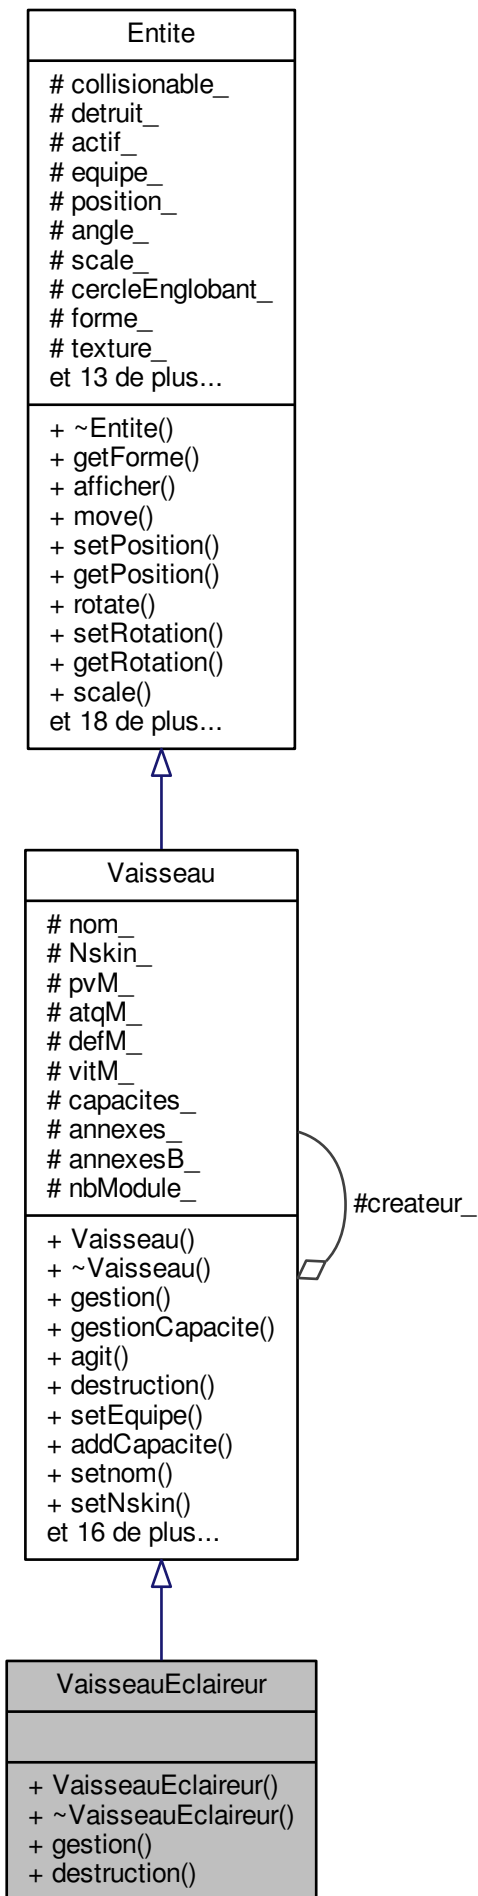 Entite
# collisionable_
# detruit_
# actif_
# equipe_
# position_
# angle_
# scale_
# cercleEnglobant_
# forme_
# texture_
et 13 de plus...
+ ~Entite()
+ getForme()
+ afficher()
+ move()
+ setPosition()
+ getPosition()
+ rotate()
+ setRotation()
+ getRotation()
+ scale()
et 18 de plus...
Vaisseau
# nom_
# Nskin_
# pvM_
# atqM_
# defM_
# vitM_
# capacites_
# annexes_
# annexesB_
# nbModule_
+ Vaisseau()
+ ~Vaisseau()
+ gestion()
+ gestionCapacite()
+ agit()
+ destruction()
+ setEquipe()
+ addCapacite()
+ setnom()
+ setNskin()
et 16 de plus...
#createur_
VaisseauEclaireur
+ VaisseauEclaireur()
+ ~VaisseauEclaireur()
+ gestion()
+ destruction()